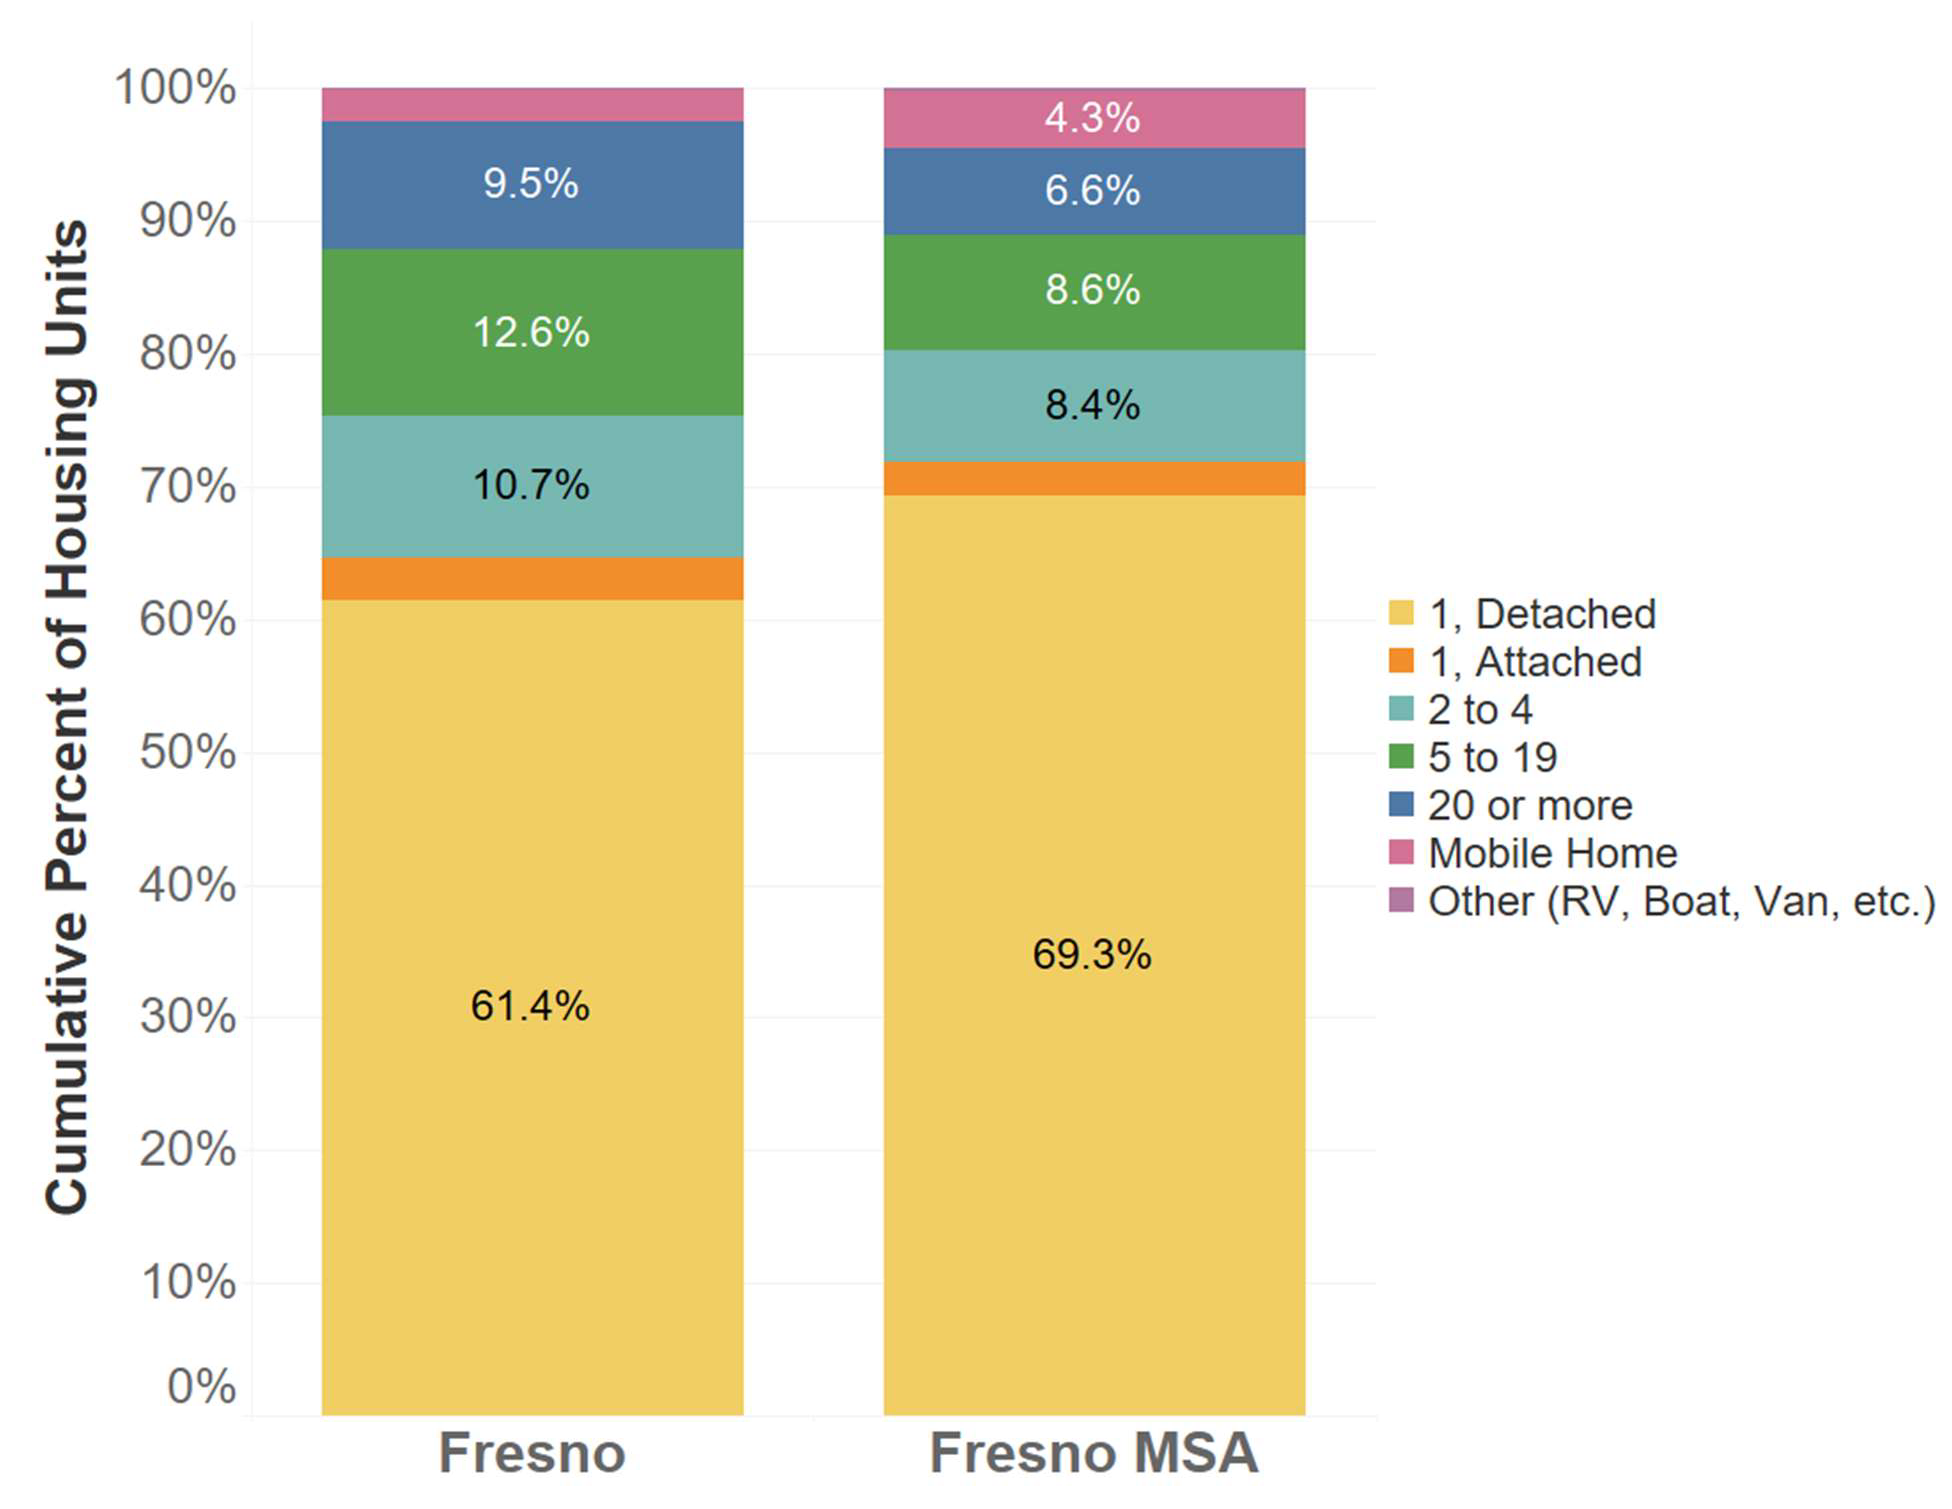 Cumulative Percent of Housing Units
100%
90%
80%
70%
60%
50%
40%
30%
20%
10%
0%
9.5%
12.6%
10.7%
61.4%
4.3%
6.6%
8.6%
8.4%
69.3%
Fresno
Fresno MSA
1, Detached
1, Attached
2 to 4
5 to 19
20 or more
Mobile Home
Other (RV, Boat, Van, etc.)